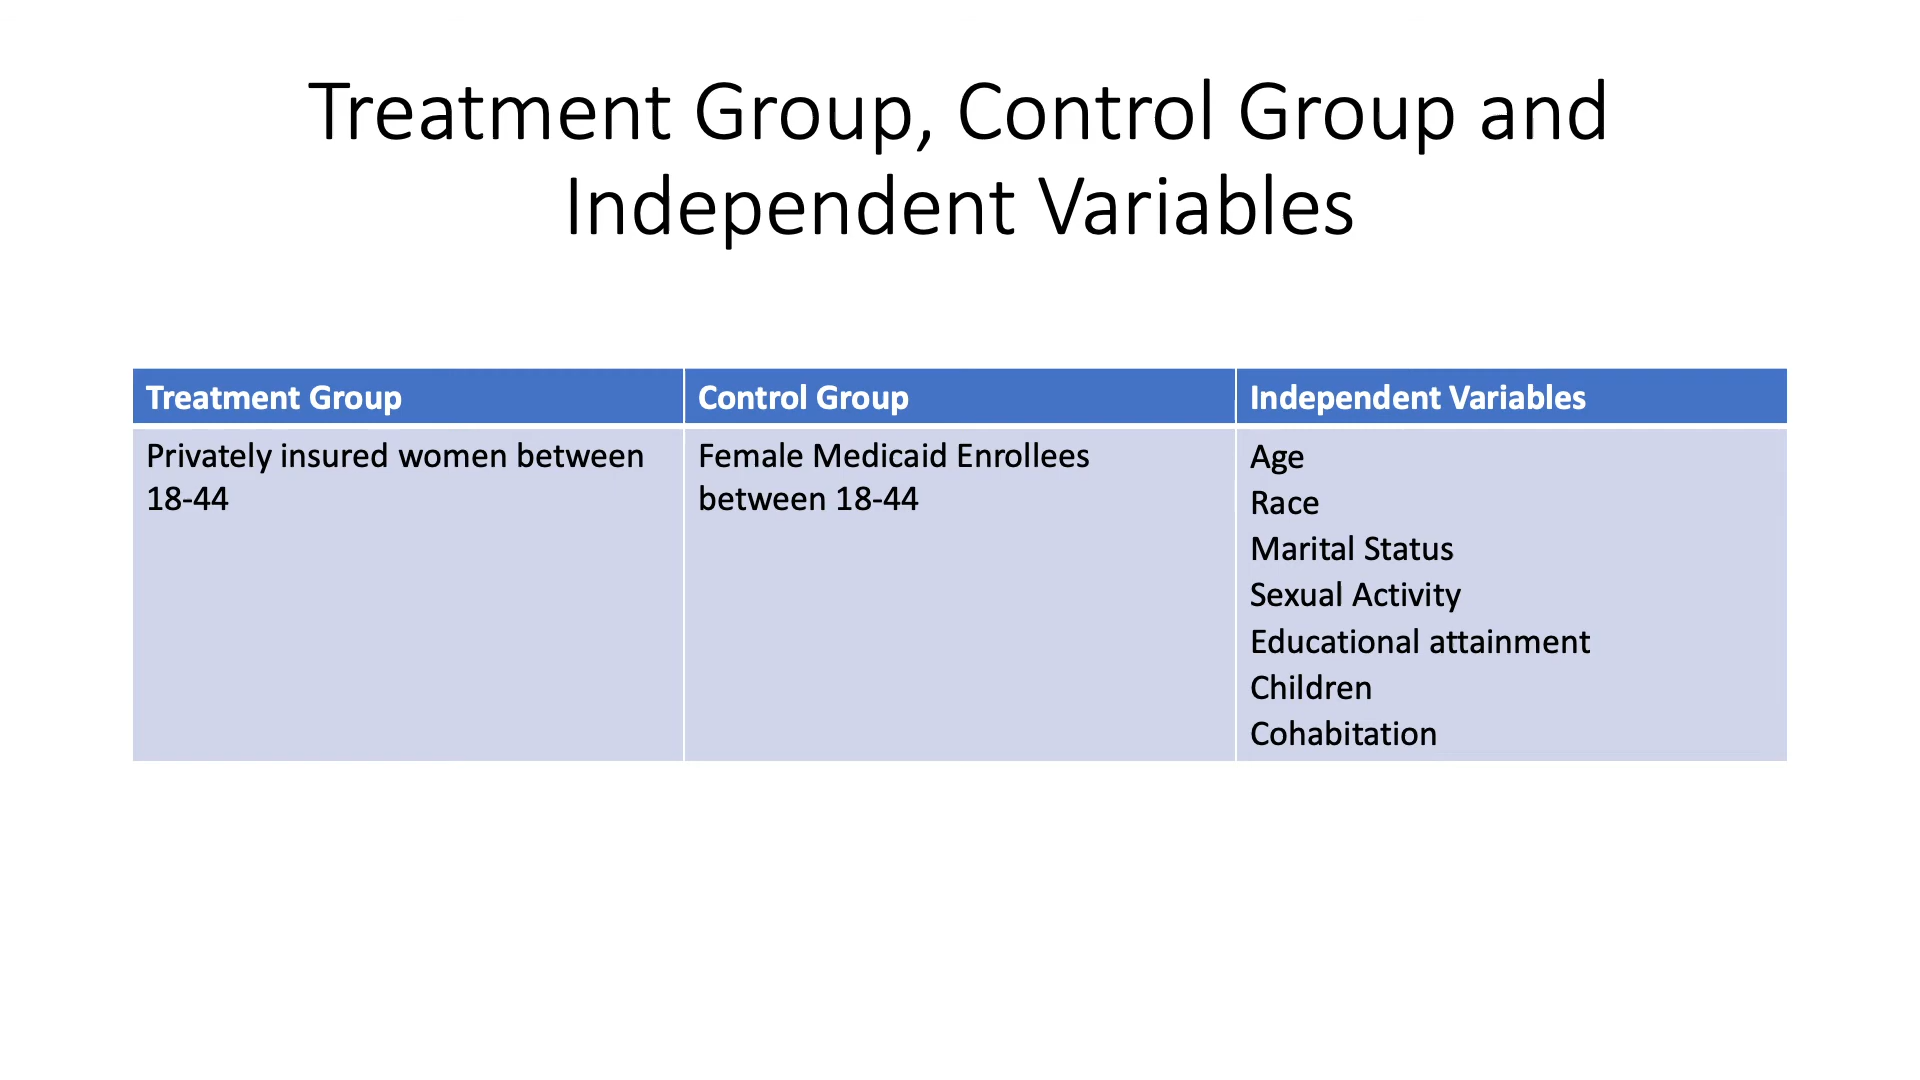 Treatment Group, Control Group and
Independent Variables
Treatment Group
Control Group
Independent Variables
Privately insured women between
18-44
Female Medicaid Enrollees
between 18-44
Age
Race
Marital Status
Sexual Activity
Educational attainment
Children
Cohabitation